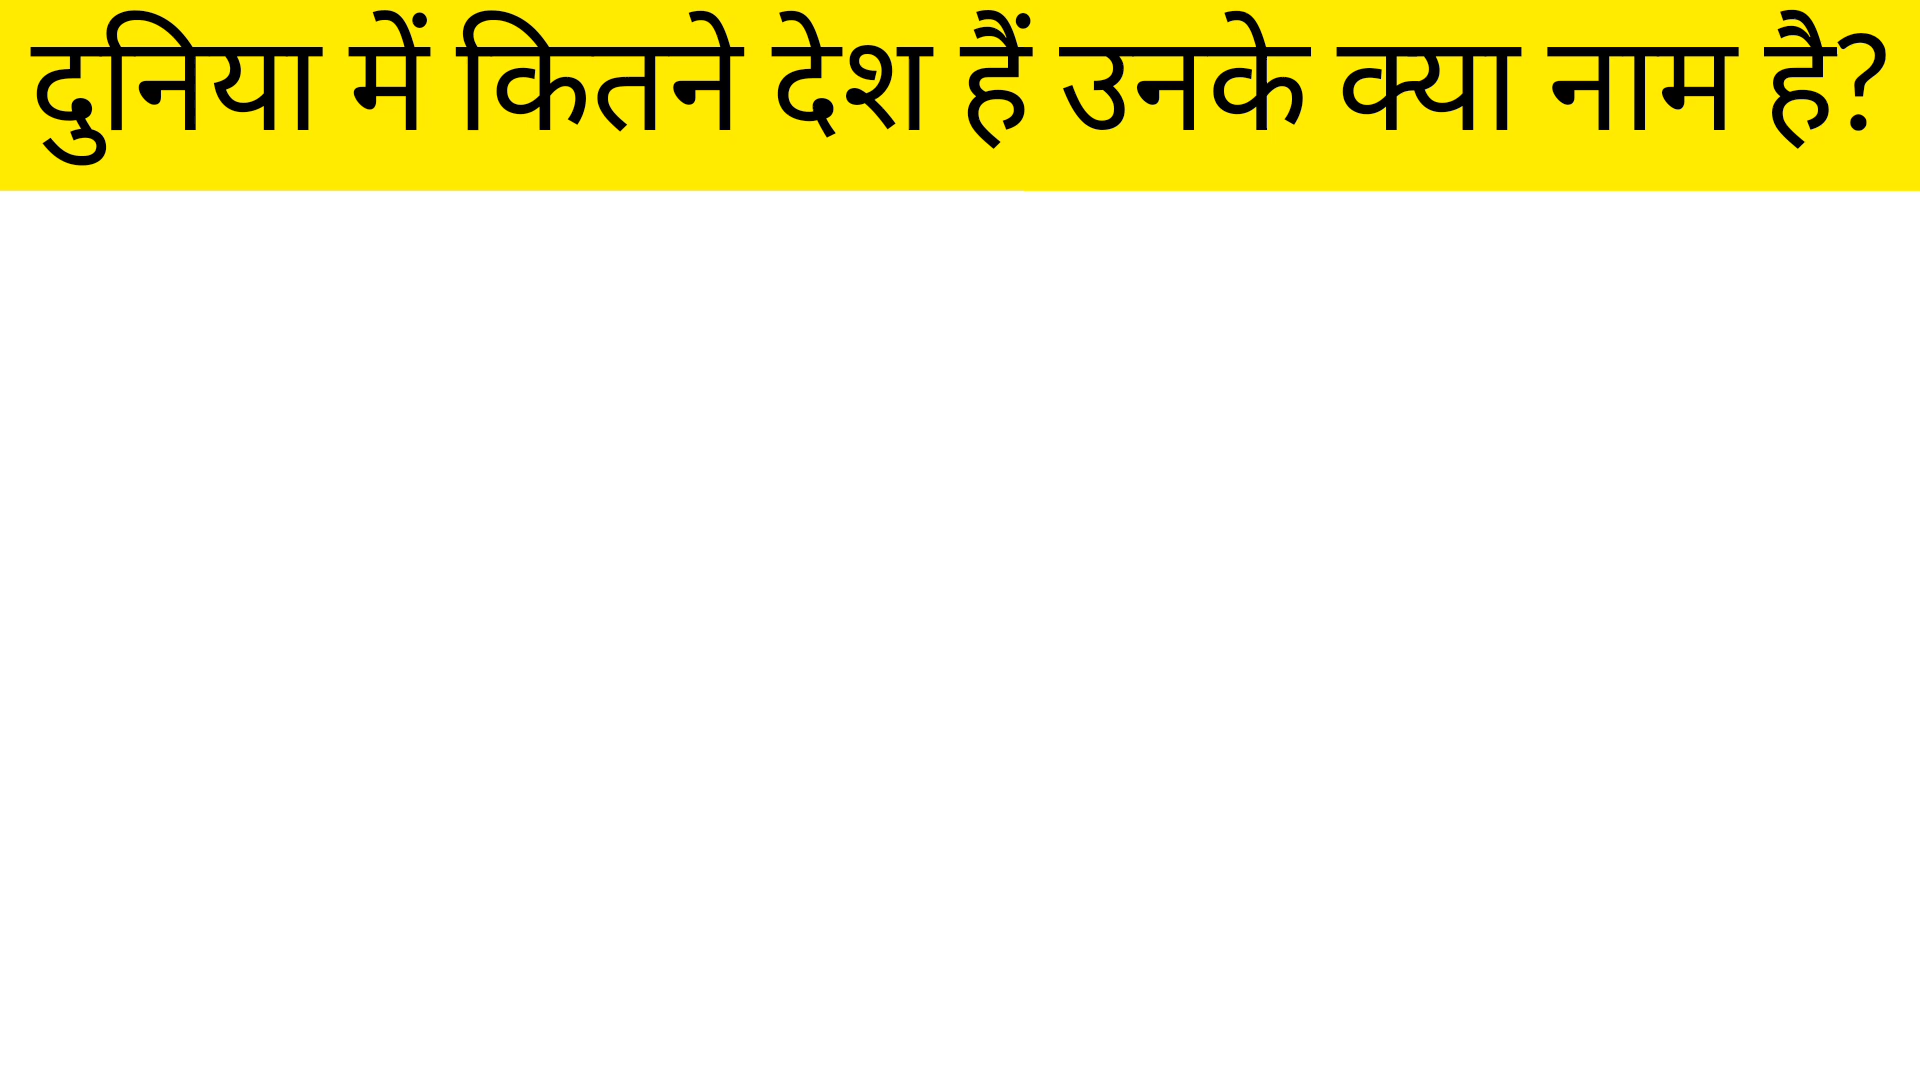 दुनिया में कितने देश हैं उनके क्या नाम है?